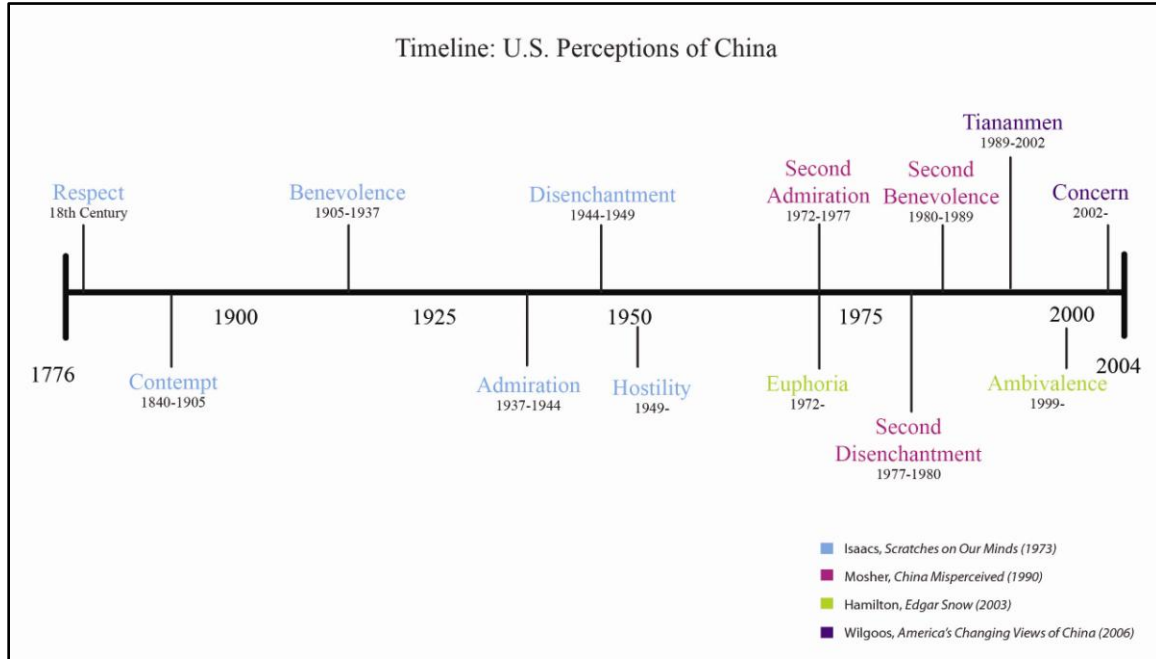 Timeline: U.S. Perceptions of China
Tiananmen
1989-2002
Respect
18th Century
Benevolence
1905-1937
Disenchantment
1944-1949
Second
Admiration
1972-1977
Second
Benevolence
1980-1989
Concern
2002-
1900
1925
1950
1975
2000
1776
2004
Contempt
1840-1905
Admiration
1937-1944
Hostility
1949-
Euphoria
1972-
Ambivalence
1999-
Second
Disenchantment
1977-1980
Isaacs, Scratches on Our Minds (1973)
Mosher, China Misperceived (1990)
Hamilton, Edgar Snow (2003)
Wilgoos, America's Changing Views of China (2006)